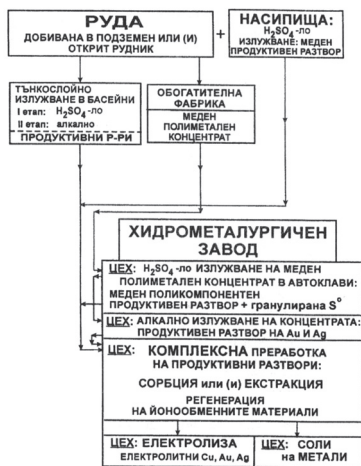 РУДА
ДОБИВАНА В ПОДЗЕМЕН ИЛИ (И)
ОТКРИТ РУДНИК
+
НАСИПИЩА:
H₂SO₄-ЛО
ИЗЛУЖВАНЕ: МЕДЕН
ПРОДУКТИВЕН РАЗТВОР
ТЪНКОСЛОЙНО
ИЗЛУЖВАНЕ В БАСЕЙНИ
I етап: H₂SO₄-ЛО
II етап: алкално
ПРОДУКТИВНИ Р-РИ
ОБОГАТИТЕЛНА
ФАБРИКА
МЕДЕН
ПОЛИМЕТАЛЕН
КОНЦЕНТРАТ
ХИДРОМЕТАЛУРГИЧЕН
ЗАВОД
ЦЕХ: H₂SO₄-ло ИЗЛУЖВАНЕ НА МЕДЕН
ПОЛИМЕТАЛЕН КОНЦЕНТРАТ В АВТОКЛАВИ:
МЕДЕН ПОЛИКОМПОНЕНТЕН
ПРОДУКТИВЕН РАЗТВОР + гранулирана S°
ЦЕХ: АЛКАЛНО ИЗЛУЖВАНЕ НА КОНЦЕНТРАТА:
ПРОДУКТИВЕН РАЗТВОР НА Au И Ag
ЦЕХ: КОМПЛЕКСНА ПРЕРАБОТКА
НА ПРОДУКТИВНИ РАЗТВОРИ:
СОРБЦИЯ или (и) ЕКСТРАКЦИЯ
РЕГЕНЕРАЦИЯ
НА ЙОНООБМЕННИТЕ МАТЕРИАЛИ
ЦЕХ: ЕЛЕКТРОЛИЗА
ЕЛЕКТРОЛИТНИ Cu, Au, Ag
ЦЕХ: СОЛИ
на МЕТАЛИ